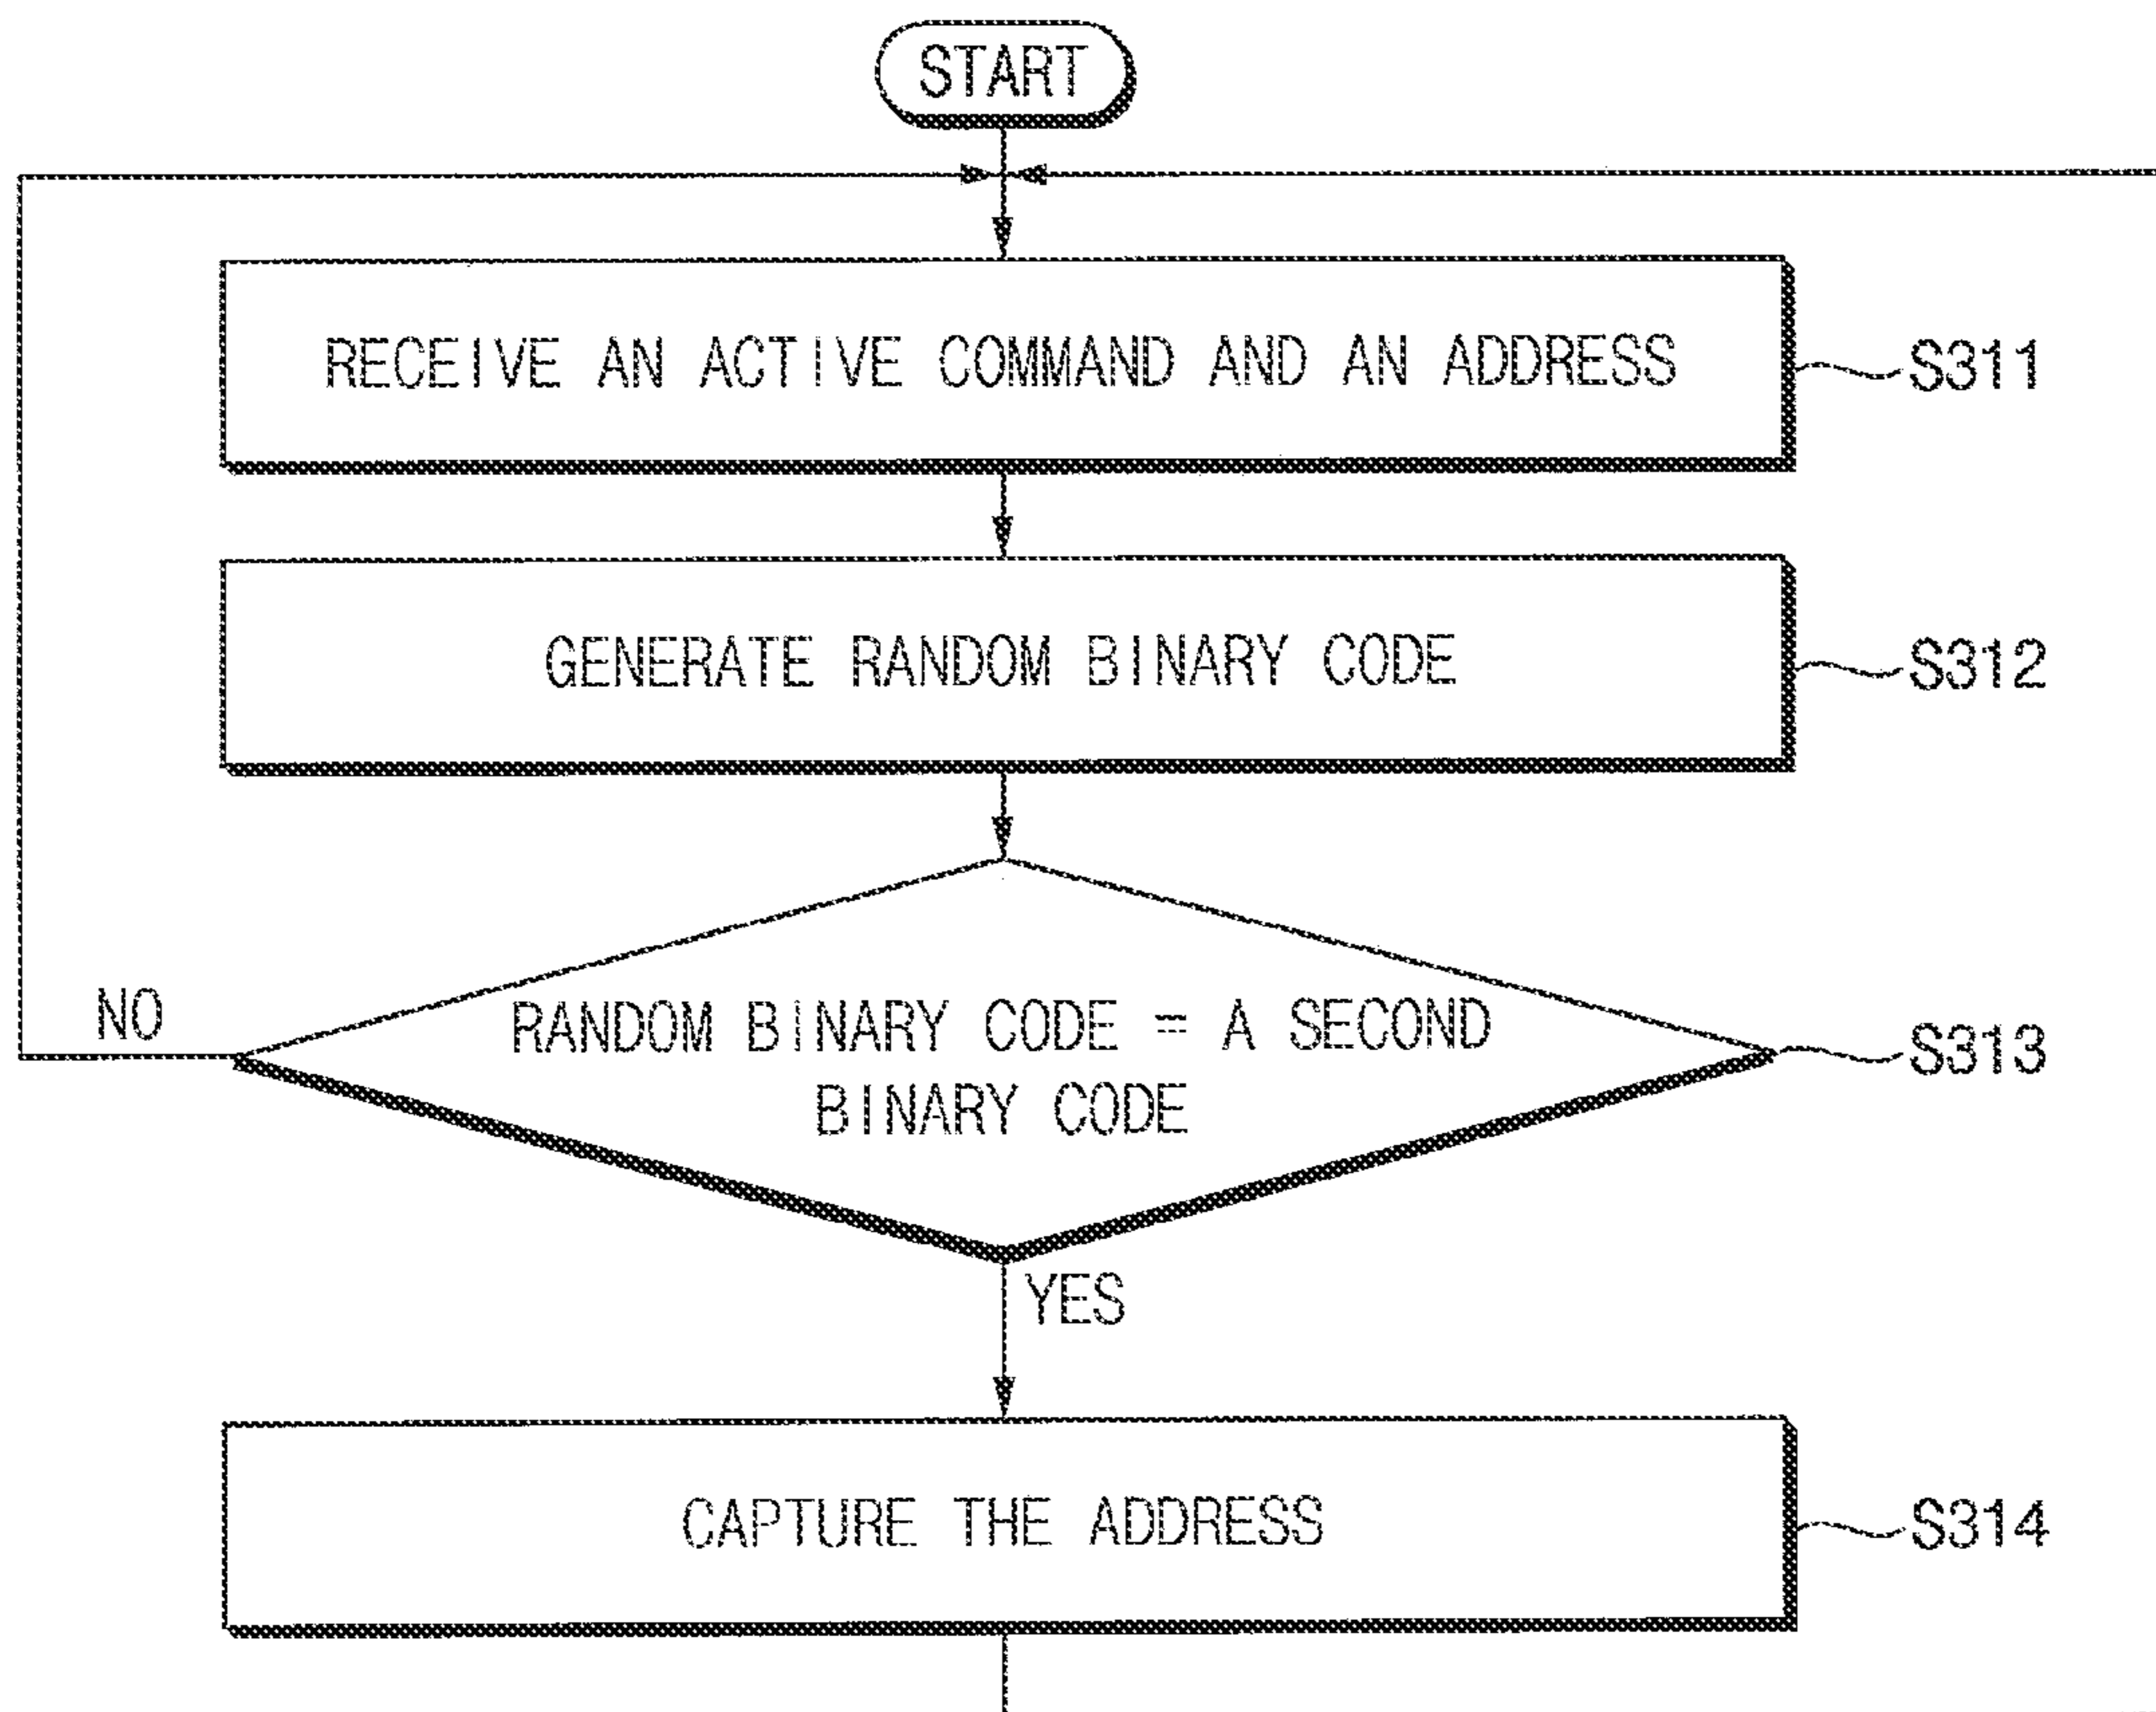 START
RECEIVE AN ACTIVE COMMAND AND AN ADDRESS
S311
GENERATE RANDOM BINARY CODE
S312
NO
RANDOM BINARY CODE = A SECOND
BINARY CODE
S313
YES
CAPTURE THE ADDRESS
S314